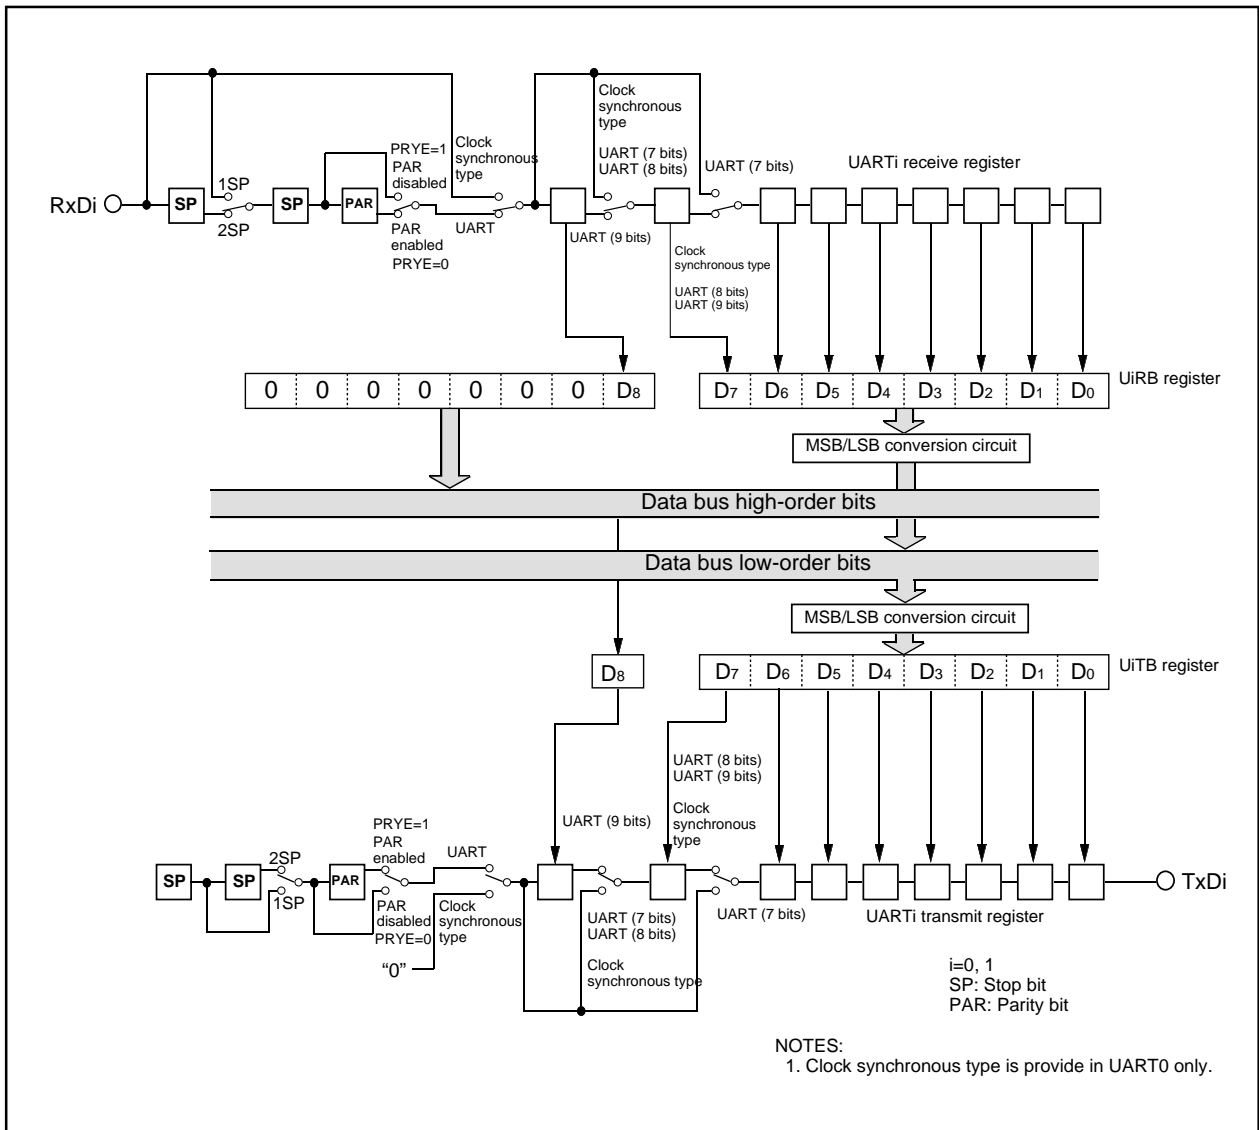 Clock
synchronous
type
PRYE=1
PAR
disabled
Clock
synchronous
type
UART (7 bits)
UART (8 bits)
UART (7 bits)
UARTi receive register
RxDi
SP
1SP
2SP
SP
PAR
PAR
enabled
PRYE=0
UART
UART (9 bits)
Clock
synchronous type
UART (8 bits)
UART (9 bits)
0 0 0 0 0 0 0 D8
D7 D6 D5 D4 D3 D2 D1 D0
UiRB register
MSB/LSB conversion circuit
Data bus high-order bits
Data bus low-order bits
MSB/LSB conversion circuit
D8
D7 D6 D5 D4 D3 D2 D1 D0
UiTB register
UART (8 bits)
UART (9 bits)
Clock
synchronous
type
UART (9 bits)
PRYE=1
PAR
enabled
UART
SP
SP
2SP
1SP
PAR
PAR
disabled
PRYE=0
Clock
synchronous
type
"0"
UART (7 bits)
UART (8 bits)
Clock
synchronous type
UART (7 bits)
UARTi transmit register
TxDi
i=0, 1
SP: Stop bit
PAR: Parity bit
NOTES:
1. Clock synchronous type is provide in UART0 only.